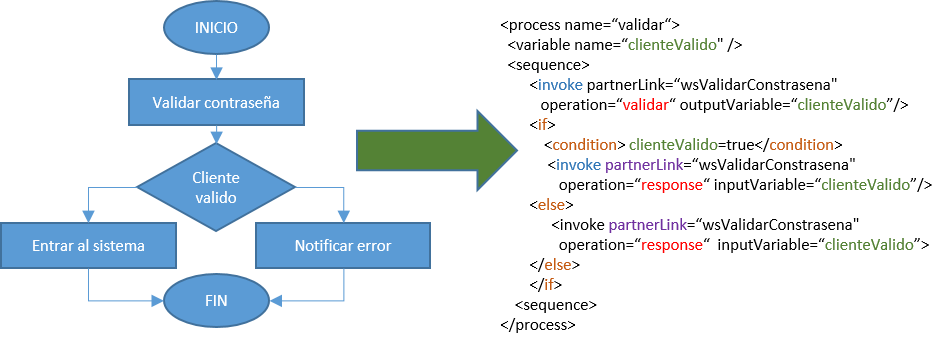 INICIO
Validar contraseña
Cliente
valido
Entrar al sistema
Notificar error
FIN
<process name=“validar“>
<variable name=“clienteValido" />
<sequence>
<invoke partnerLink=“wsValidarConstrasena"
operation=“validar“ outputVariable=“clienteValido”/>
<if>
<condition> clienteValido=true</condition>
<invoke partnerLink=“wsValidarConstrasena"
operation=“response“ inputVariable=“clienteValido”/>
<else>
<invoke partnerLink=“wsValidarConstrasena"
operation=“response“  inputVariable=“clienteValido”>
</else>
</if>
<sequence>
</process>